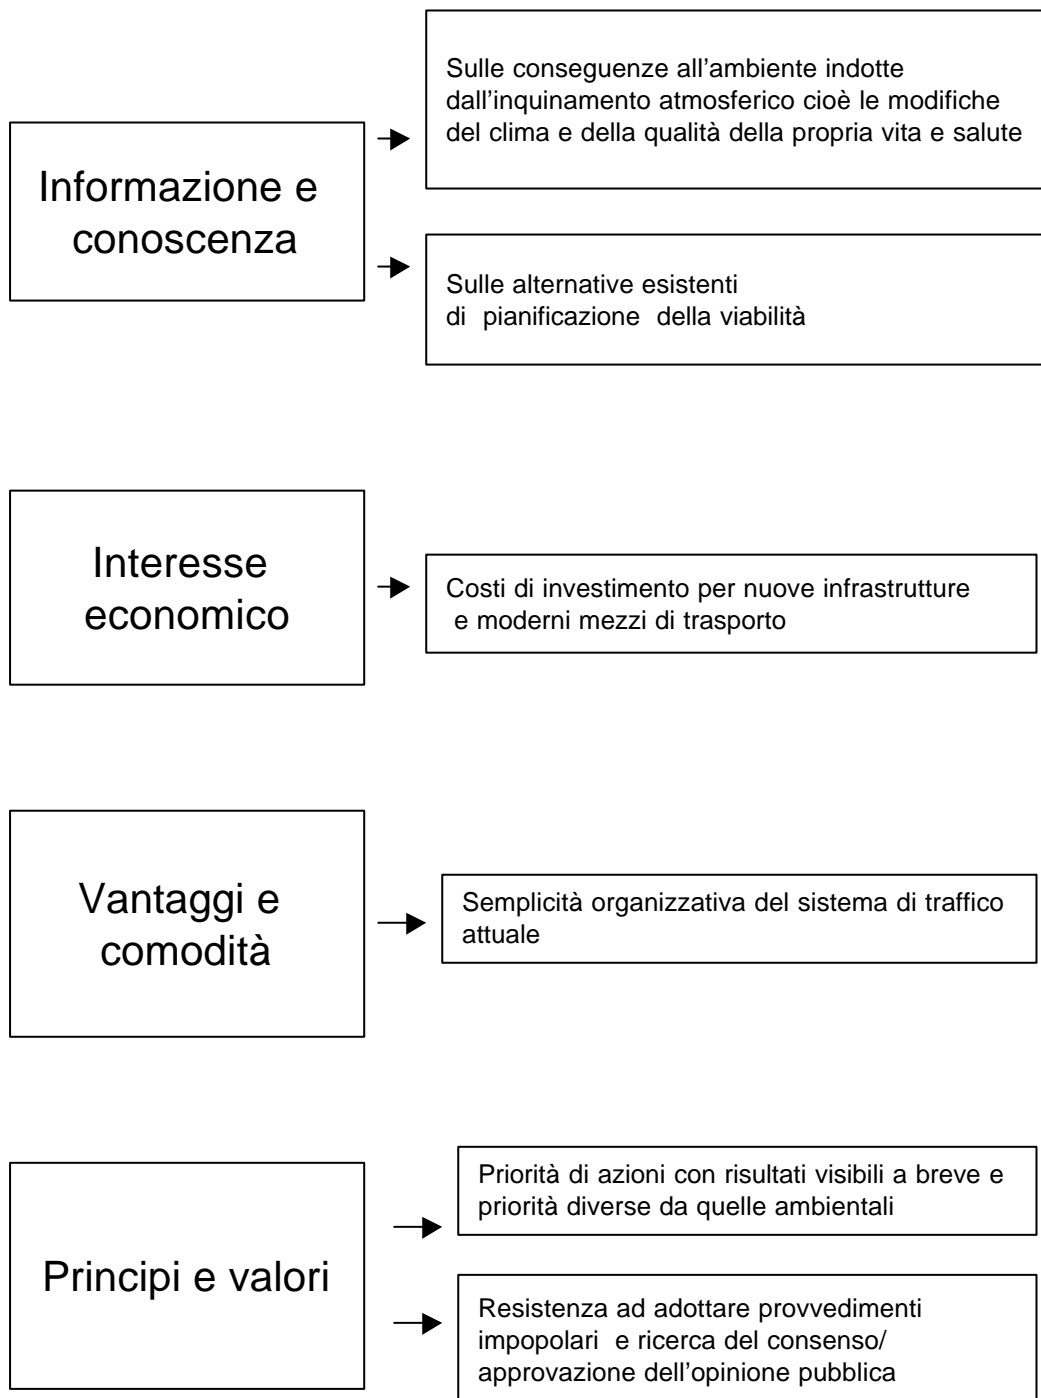 Informazione e
conoscenza
Sulle conseguenze all'ambiente indotte
dall'inquinamento atmosferico cioè le modifiche
del clima e della qualità della propria vita e salute
Sulle alternative esistenti
di pianificazione della viabilità
Interesse
economico
Costi di investimento per nuove infrastrutture
e moderni mezzi di trasporto
Vantaggi e
comodità
Semplicità organizzativa del sistema di traffico
attuale
Principi e valori
Priorità di azioni con risultati visibili a breve e
priorità diverse da quelle ambientali
Resistenza ad adottare provvedimenti
impopolari e ricerca del consenso/
approvazione dell'opinione pubblica